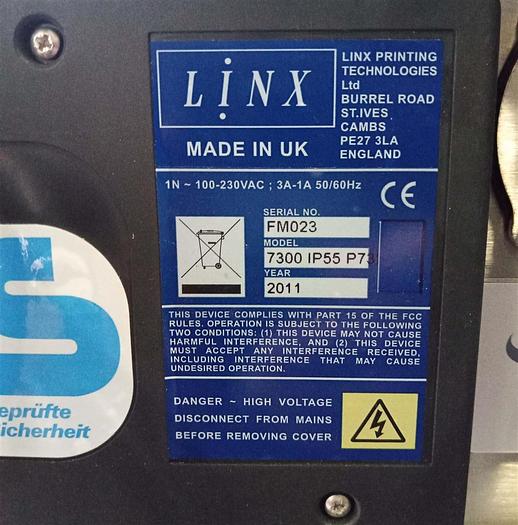 LINX
MADE IN UK
LINX PRINTING
TECHNOLOGIES
Ltd
BURREL ROAD
ST.IVES
CAMBS
PE27 3LA
ENGLAND
1N ~ 100-230VAC ; 3A-1A 50/60Hz
CE
SERIAL NO.
FM023
MODEL
7300 IP55 P73
YEAR
2011
THIS DEVICE COMPLIES WITH PART 15 OF THE FCC
RULES. OPERATION IS SUBJECT TO THE FOLLOWING
TWO CONDITIONS: (1) THIS DEVICE MAY NOT CAUSE
HARMFUL INTERFERENCE, AND (2) THIS DEVICE
MUST ACCEPT ANY INTERFERENCE RECEIVED,
INCLUDING INTERFERENCE THAT MAY CAUSE
UNDESIRED OPERATION.
DANGER ~ HIGH VOLTAGE
DISCONNECT FROM MAINS
BEFORE REMOVING COVER
S
eprüfte
icherheit